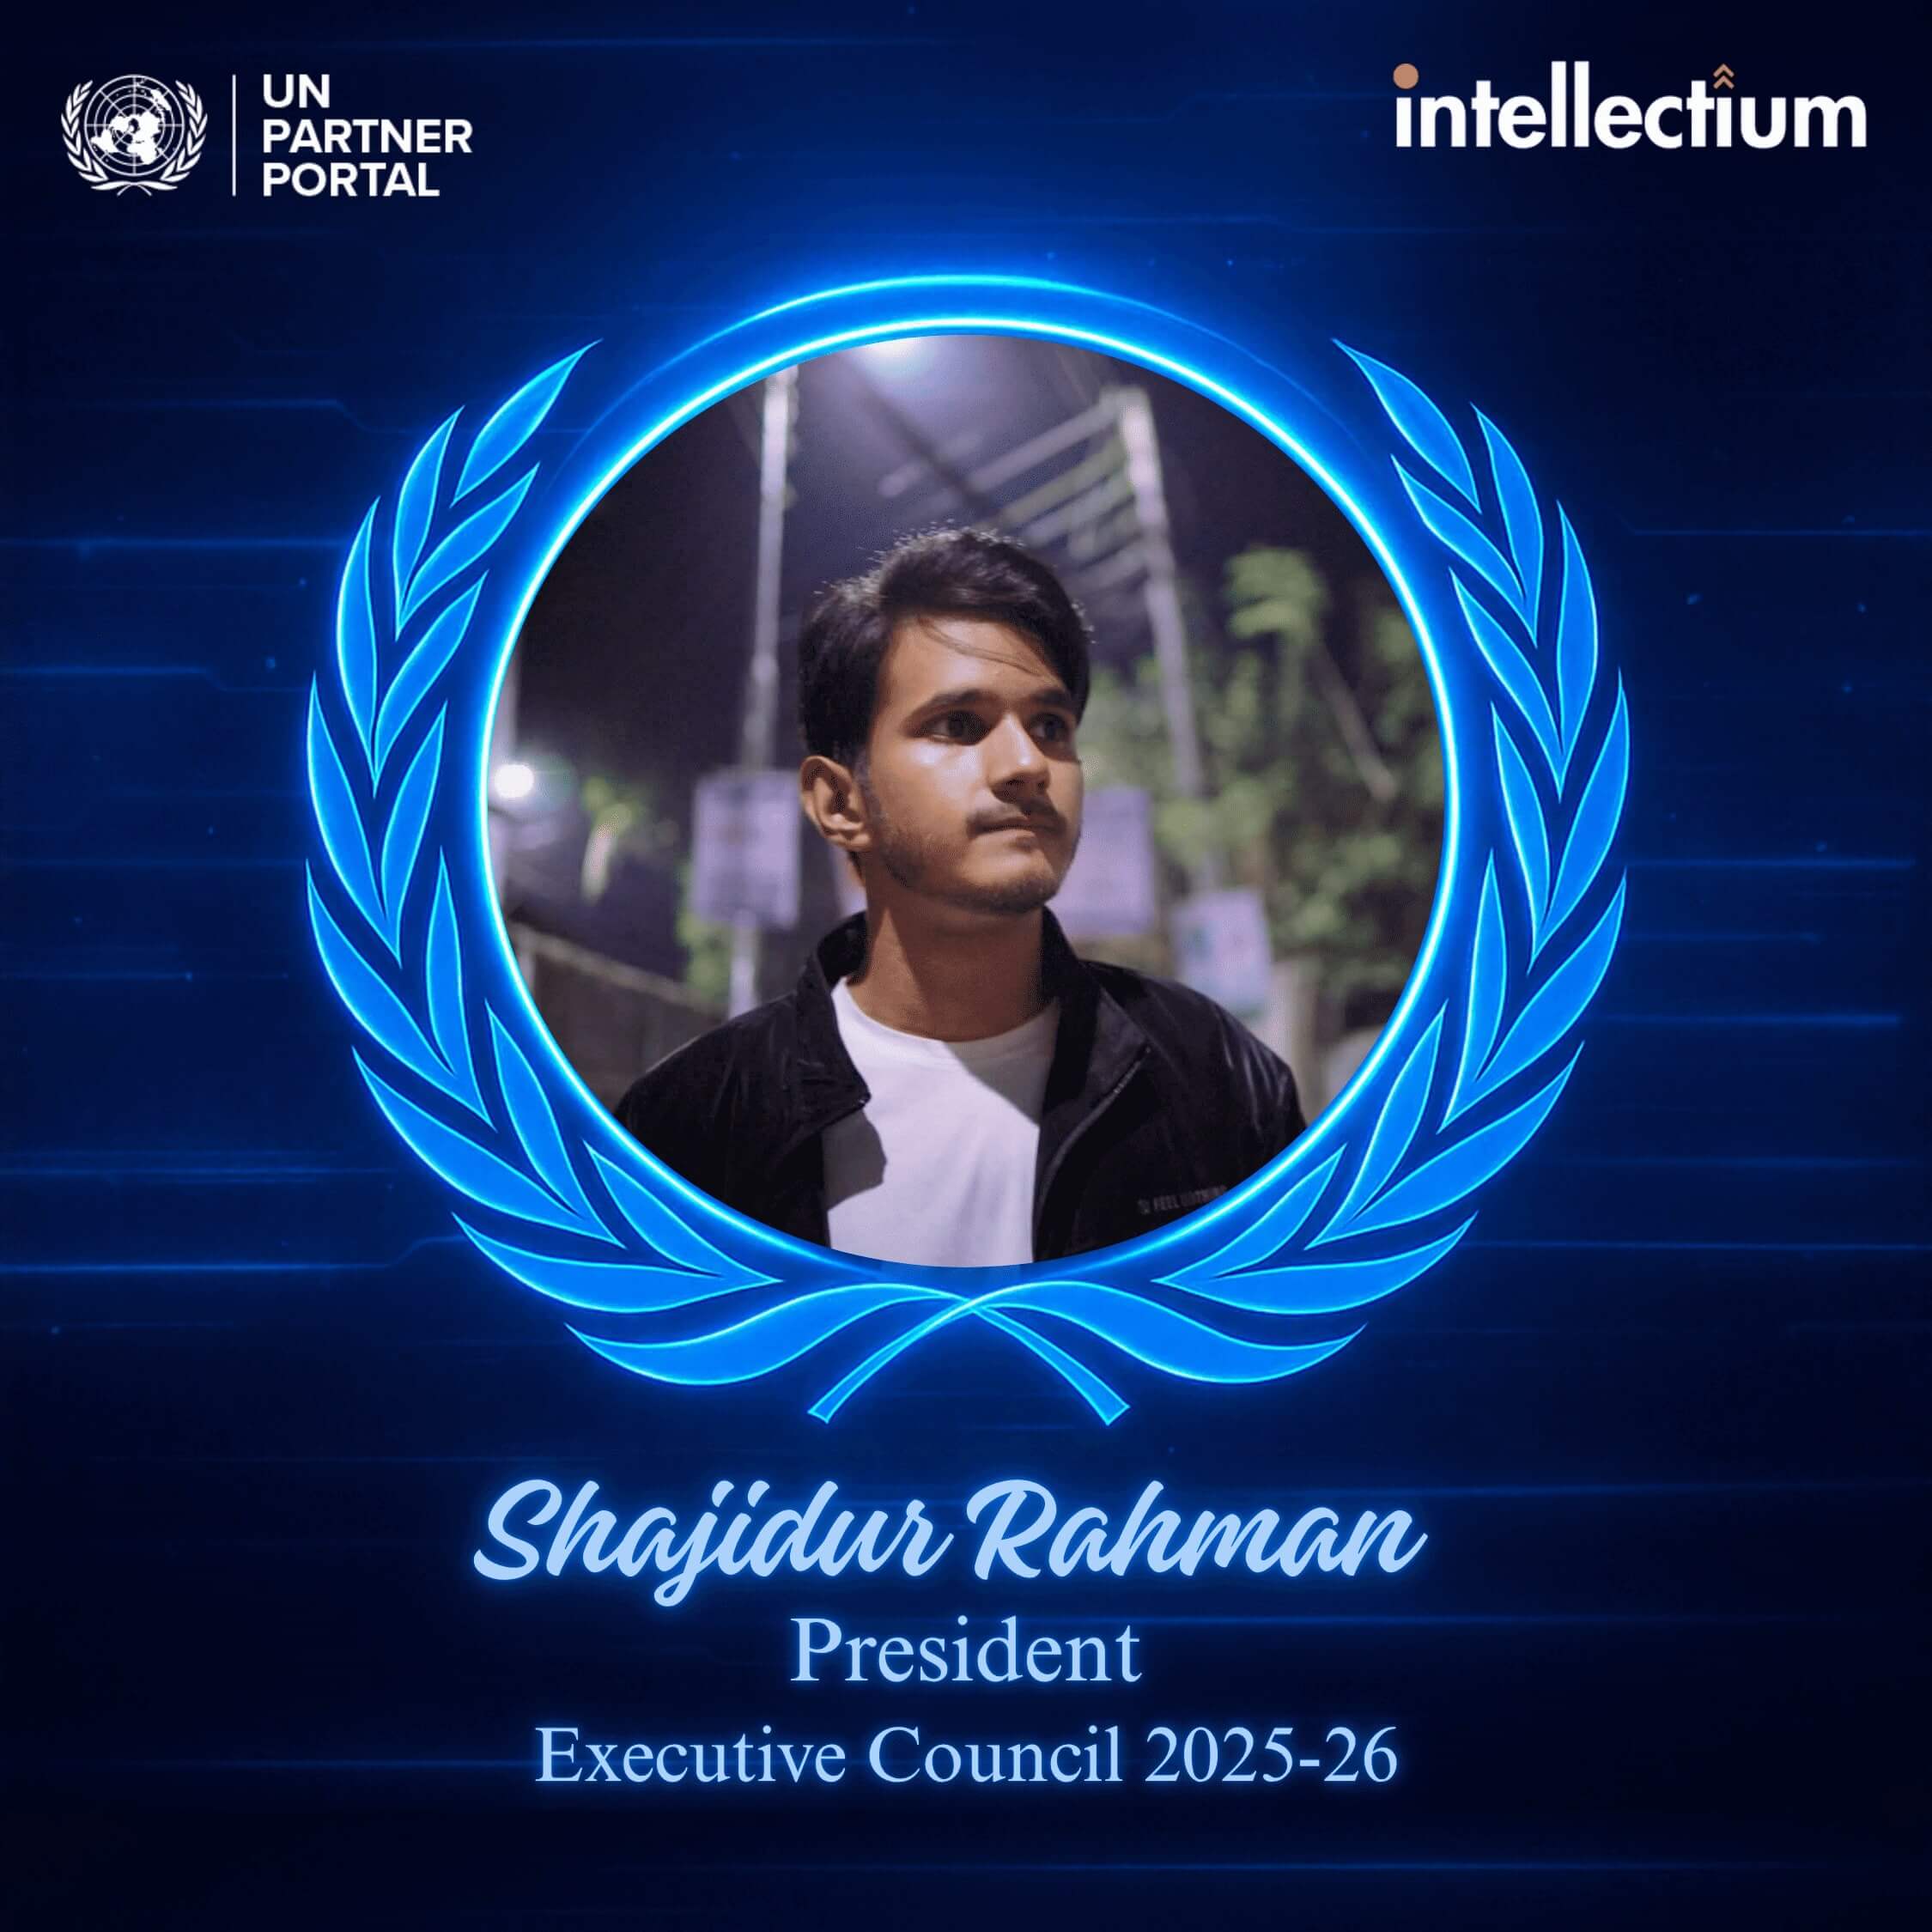 UN
PARTNER
PORTAL
intellectium
Shajidur Rahman
President
Executive Council 2025-26